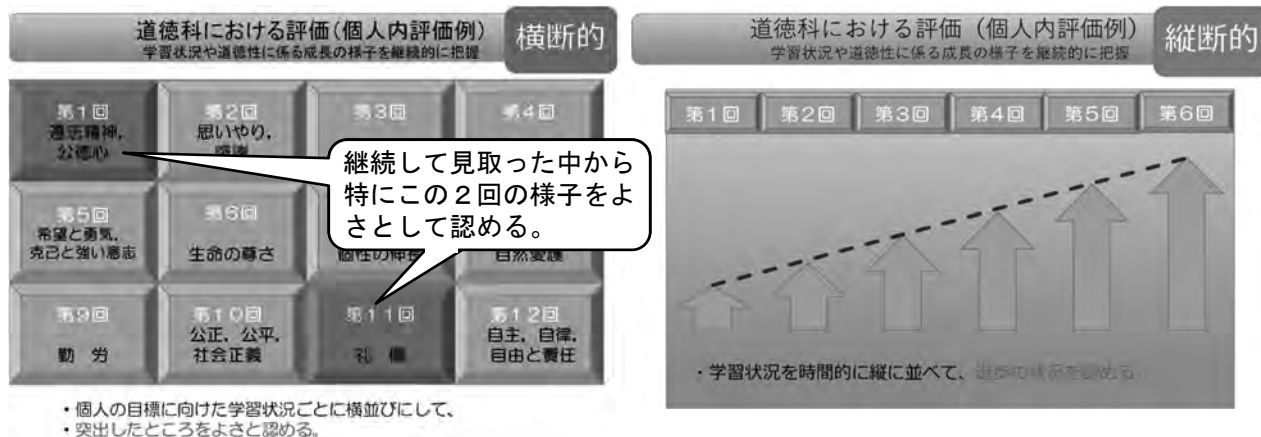 道徳科における評価(個人内評価例)
学習状況や道徳性に係る成長の様子を継続的に把握
横断的
第1回
遵法精神,
公徳心
第2回
思いやり,
感謝
第3回
第4回
継続して見取った中から
特にこの2回の様子をよ
さとして認める。
第5回
希望と勇気,
克己と強い意志
第6回
生命の尊さ
個性の伸長
自然愛護
第9回
勤 労
第10回
公正, 公平,
社会正義
第11回
礼 儀
第12回
自主, 自律,
自由と責任
・個人の目標に向けた学習状況ごとに横並びにして、
・突出したところをよさと認める。
道徳科における評価 (個人内評価例)
学習状況や道徳性に係る成長の様子を継続的に把握
縦断的
第1回
第2回
第3回
第4回
第5回
第6回
・学習状況を時間的に縦に並べて、進歩の状況を認める。